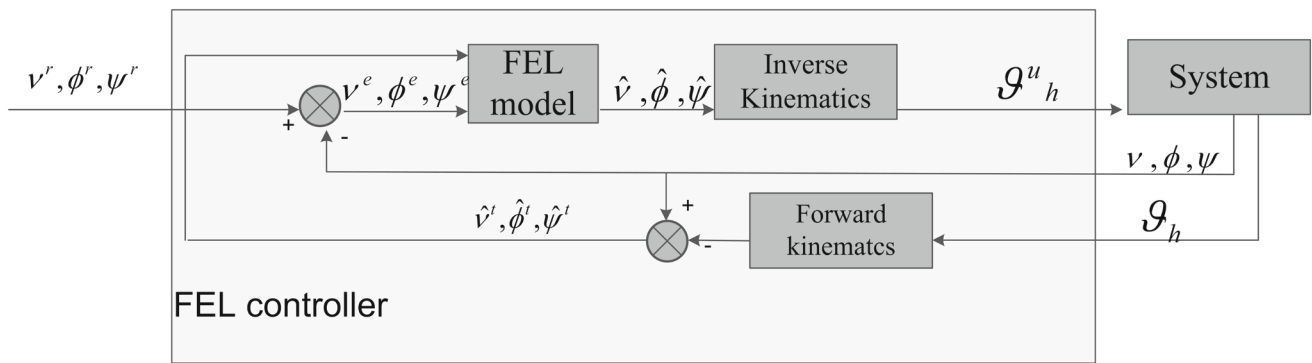 ν^r, ϕ^r, ψ^r
+
-
ν^e, ϕ^e, ψ^e
FEL
model
ν̂, ϕ̂, ψ̂
Inverse
Kinematics
ϑ^u_h
System
ν, ϕ, ψ
ν̂^t, ϕ̂^t, ψ̂^t
+
-
Forward
kinematcs
ϑ_h
FEL controller